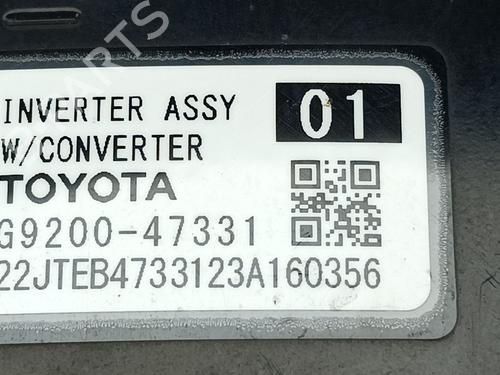 INVERTER ASSY
01
W/CONVERTER
TOYOTA
G9200-47331
22JTEB4733123A160356